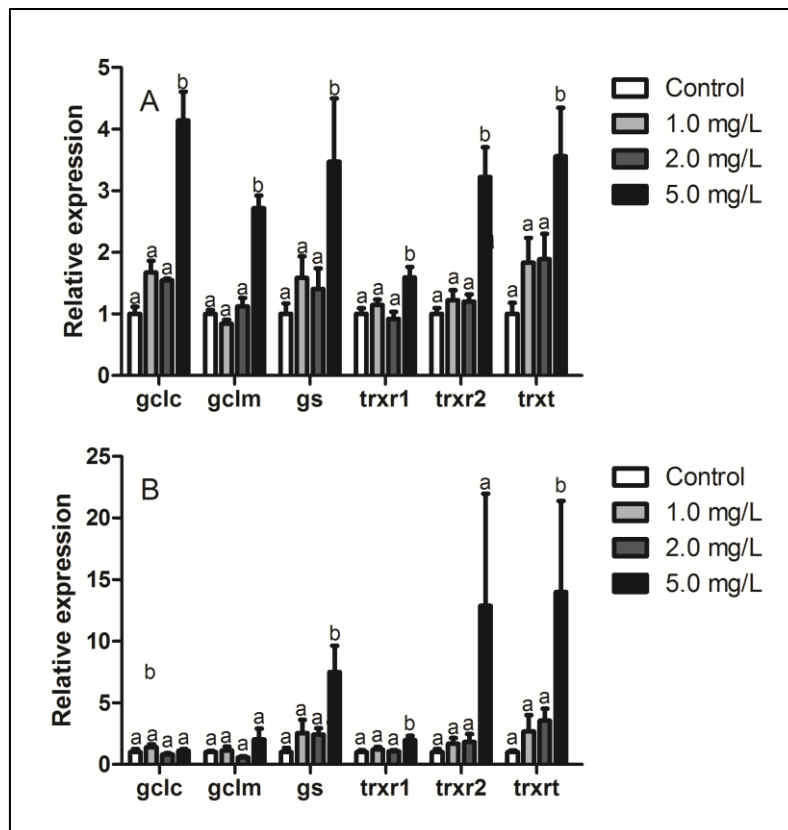 A
5
4
3
2
1
0
Relative expression
a a a b
a a a b
a a a b
a a a b
a a a b
a a a b
gclc gclm gs trxr1 trxr2 trxt
Control
1.0 mg/L
2.0 mg/L
5.0 mg/L
B
25
20
15
10
5
0
Relative expression
b
a a a a
a a a a
a a a b
a a a b
a a a a
a a a b
gclc gclm gs trxr1 trxr2 trxrt
Control
1.0 mg/L
2.0 mg/L
5.0 mg/L